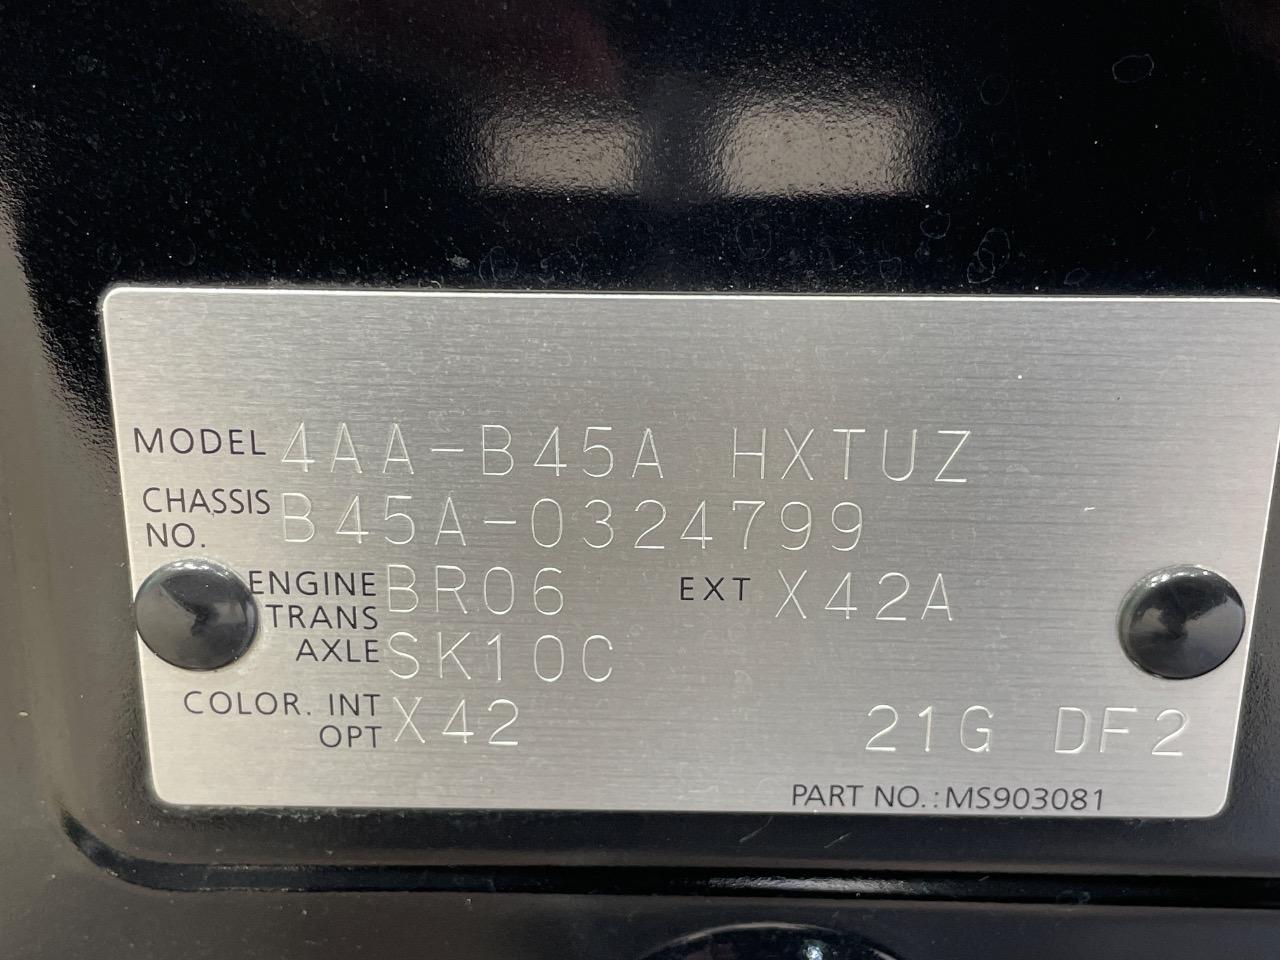 MODEL 4AA-B45A HXTUZ
CHASSIS NO. B45A-0324799
ENGINE BR06 EXT X42A
TRANS AXLE SK10C
COLOR. INT X42
OPT 21G DF2
PART NO.:MS903081